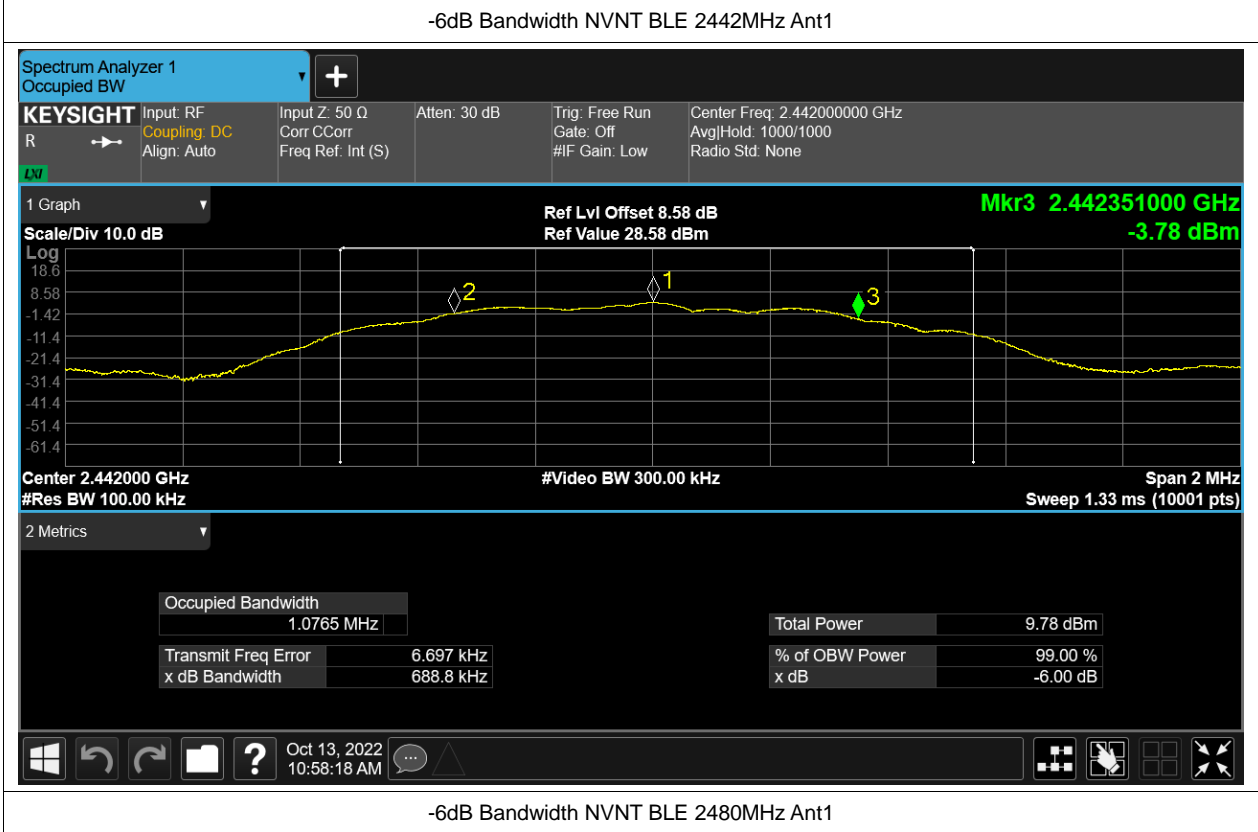 -6dB Bandwidth NVNT BLE 2442MHz Ant1
Spectrum Analyzer 1
Occupied BW
KEYSIGHT
R
LXI
Input: RF
Coupling: DC
Align: Auto
Input Z: 50 Ω
Corr CCorr
Freq Ref: Int (S)
Atten: 30 dB
Trig: Free Run
Gate: Off
#IF Gain: Low
Center Freq: 2.442000000 GHz
Avg|Hold: 1000/1000
Radio Std: None
1 Graph
Scale/Div 10.0 dB
Ref Lvl Offset 8.58 dB
Ref Value 28.58 dBm
Mkr3 2.442351000 GHz
-3.78 dBm
Log
18.6
8.58
-1.42
-11.4
-21.4
-31.4
-41.4
-51.4
-61.4
2
1
3
Center 2.442000 GHz
#Res BW 100.00 kHz
#Video BW 300.00 kHz
Span 2 MHz
Sweep 1.33 ms (10001 pts)
2 Metrics
Occupied Bandwidth
1.0765 MHz
Transmit Freq Error 6.697 kHz
x dB Bandwidth 688.8 kHz
Total Power 9.78 dBm
% of OBW Power 99.00 %
x dB -6.00 dB
?
Oct 13, 2022
10:58:18 AM
-6dB Bandwidth NVNT BLE 2480MHz Ant1